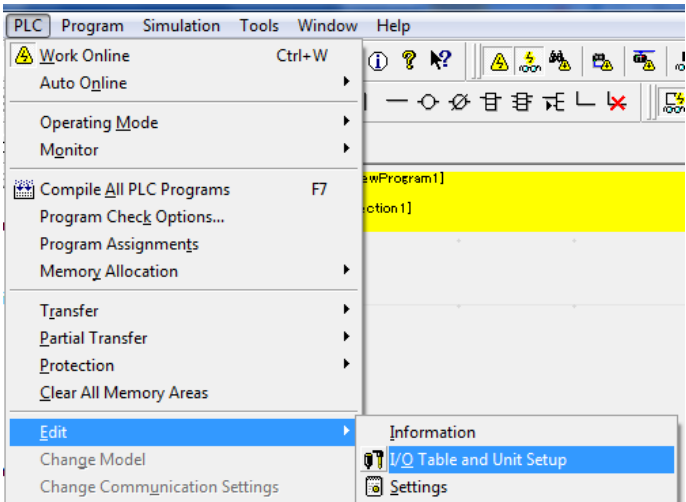 PLC Program Simulation Tools Window Help
Work Online Ctrl+W
Auto Online
Operating Mode
Monitor
ewProgram1]
Compile All PLC Programs F7
ction1]
Program Check Options...
Program Assignments
Memory Allocation
Transfer
Partial Transfer
Protection
Clear All Memory Areas
Edit
Information
Change Model
I/O Table and Unit Setup
Change Communication Settings
Settings